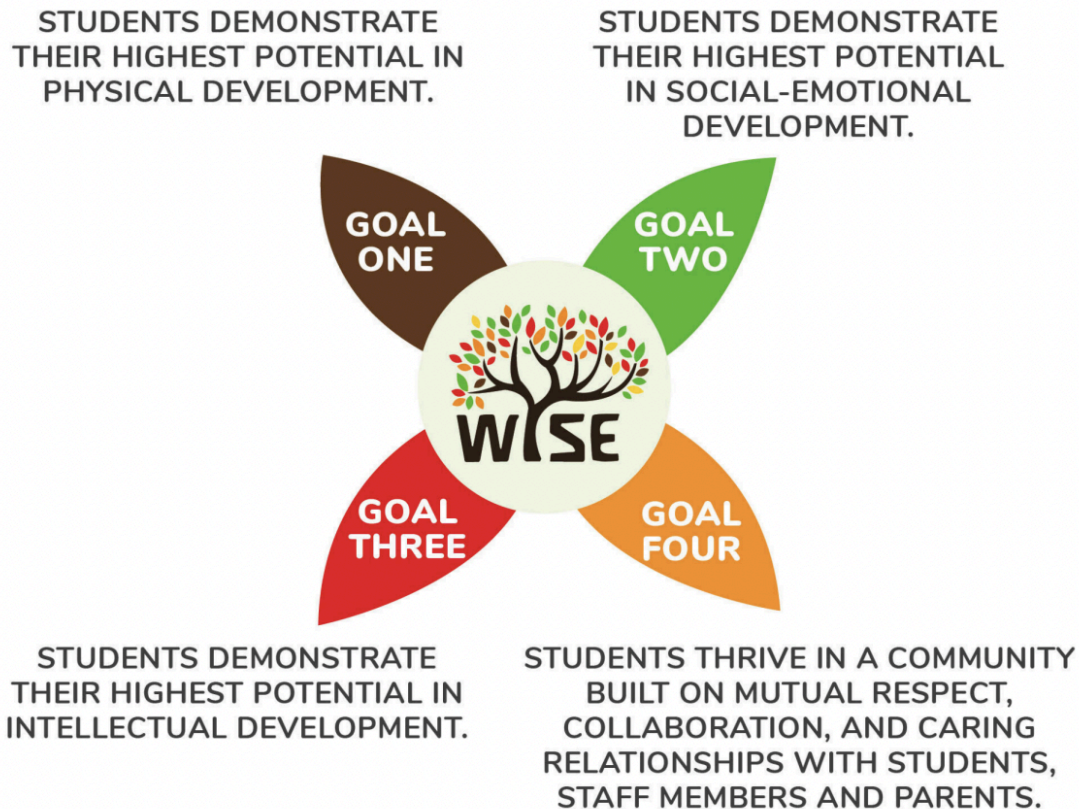 STUDENTS DEMONSTRATE
THEIR HIGHEST POTENTIAL IN
PHYSICAL DEVELOPMENT.
STUDENTS DEMONSTRATE
THEIR HIGHEST POTENTIAL
IN SOCIAL-EMOTIONAL
DEVELOPMENT.
GOAL
ONE
GOAL
TWO
WISE
GOAL
THREE
GOAL
FOUR
STUDENTS DEMONSTRATE
THEIR HIGHEST POTENTIAL IN
INTELLECTUAL DEVELOPMENT.
STUDENTS THRIVE IN A COMMUNITY
BUILT ON MUTUAL RESPECT,
COLLABORATION, AND CARING
RELATIONSHIPS WITH STUDENTS,
STAFF MEMBERS AND PARENTS.